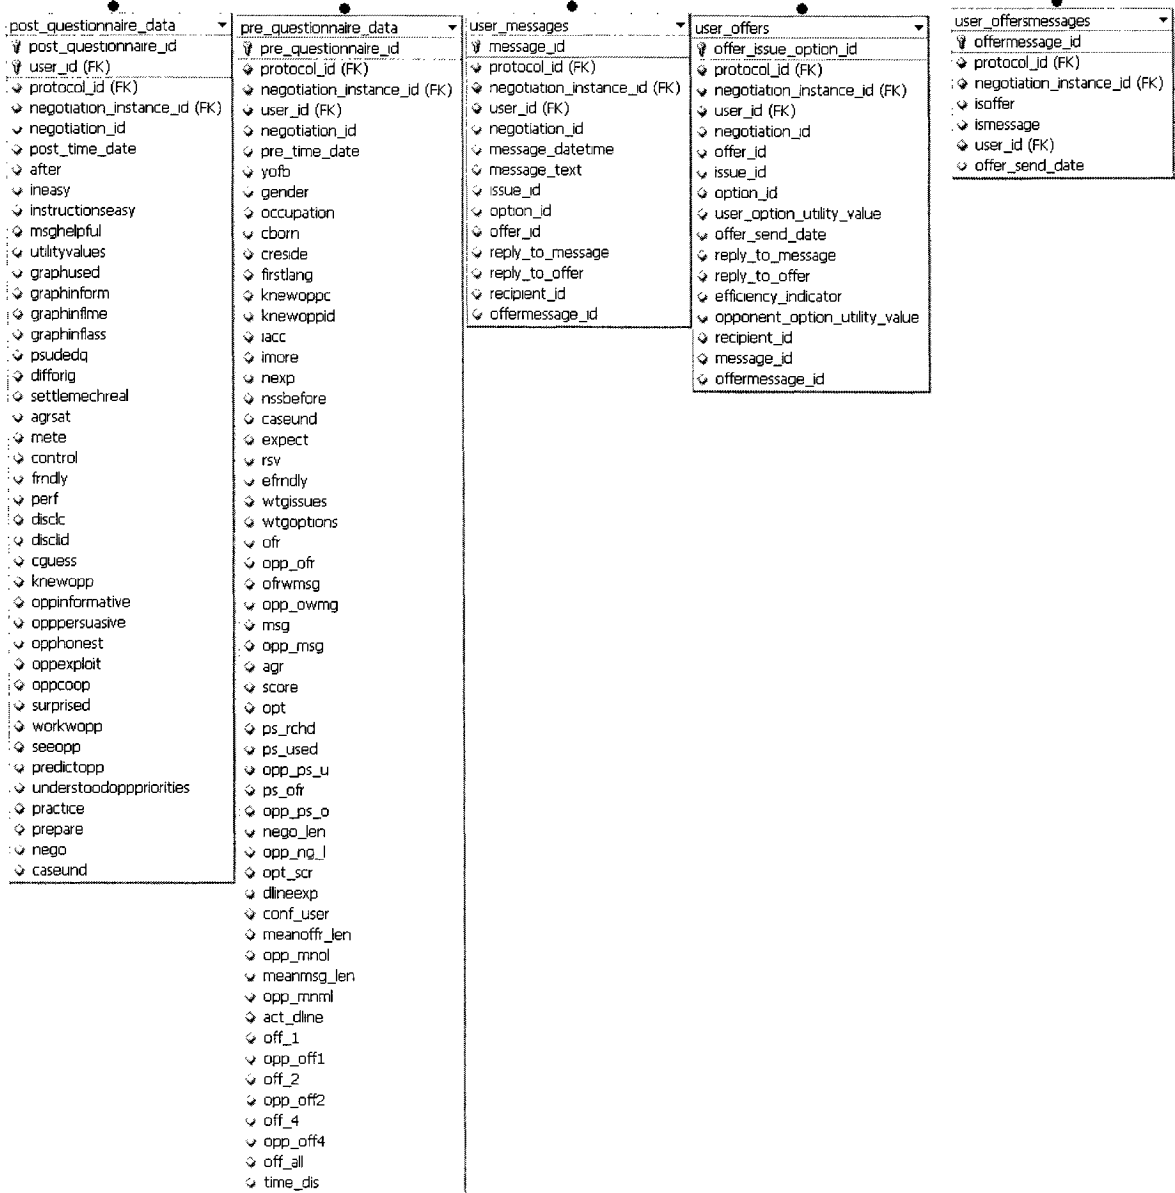 post_questionnaire_data
post_questionnaire_id
user_id (FK)
protocol_id (FK)
negotiation_instance_id (FK)
negotiation_id
post_time_date
after
ineasy
instructionseasy
msghelpful
utilityvalues
graphused
graphinform
graphinflme
graphinflass
psudedq
difforig
settlemechreal
agrsat
mete
control
frndly
perf
disclc
disclid
cguess
knewopp
oppinformative
opppersuasive
opphonest
oppexploit
oppcoop
surprised
workwopp
seeopp
predictopp
understoodopppriorities
practice
prepare
nego
caseund
pre_questionnaire_data
pre_questionnaire_id
protocol_id (FK)
negotiation_instance_id (FK)
user_id (FK)
negotiation_id
pre_time_date
yofb
gender
occupation
cborn
creside
firstlang
knewoppc
knewoppid
iacc
imore
nexp
nssbefore
caseund
expect
rsv
efrndly
wtgissues
wtgoptions
ofr
opp_ofr
ofrwmsg
opp_owmg
msg
opp_msg
agr
score
opt
ps_rchd
ps_used
opp_ps_u
ps_ofr
opp_ps_o
nego_len
opp_ng_l
opt_scr
dlineexp
conf_user
meanoffr_len
opp_mnol
meanmsg_len
opp_mnml
act_dline
off_1
opp_off1
off_2
opp_off2
off_4
opp_off4
off_all
time_dis
user_messages
message_id
protocol_id (FK)
negotiation_instance_id (FK)
user_id (FK)
negotiation_id
message_datetime
message_text
issue_id
option_id
offer_id
reply_to_message
reply_to_offer
recipient_id
offermessage_id
user_offers
offer_issue_option_id
protocol_id (FK)
negotiation_instance_id (FK)
user_id (FK)
negotiation_id
offer_id
issue_id
option_id
user_option_utility_value
offer_send_date
reply_to_message
reply_to_offer
efficiency_indicator
opponent_option_utility_value
recipient_id
message_id
offermessage_id
user_offersmessages
offermessage_id
protocol_id (FK)
negotiation_instance_id (FK)
isoffer
ismessage
user_id (FK)
offer_send_date